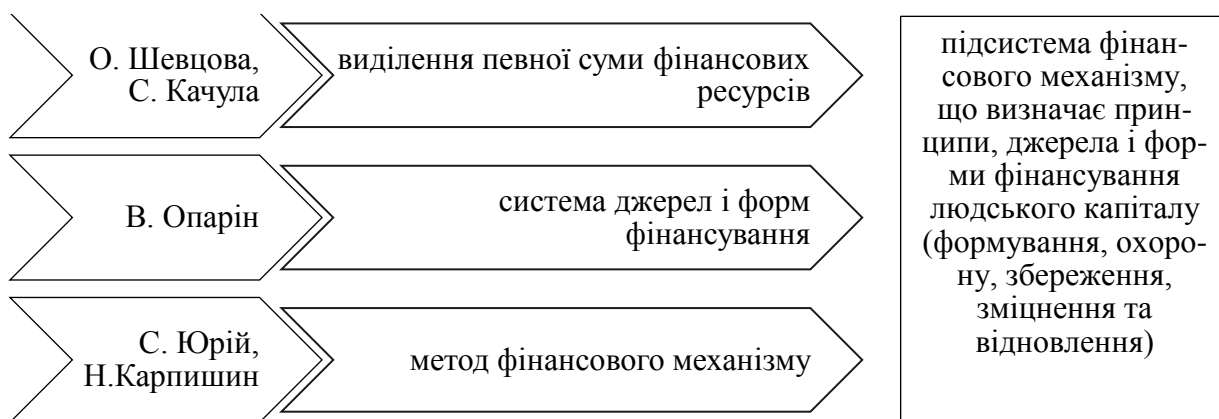 О. Шевцова,
С. Качула
виділення певної суми фінансових
ресурсів
В. Опарін
система джерел і форм
фінансування
С. Юрій,
Н.Карпишин
метод фінансового механізму
підсистема фінан-
сового механізму,
що визначає прин-
ципи, джерела і фор-
ми фінансування
людського капіталу
(формування, охоро-
ну, збереження,
зміцнення та
відновлення)